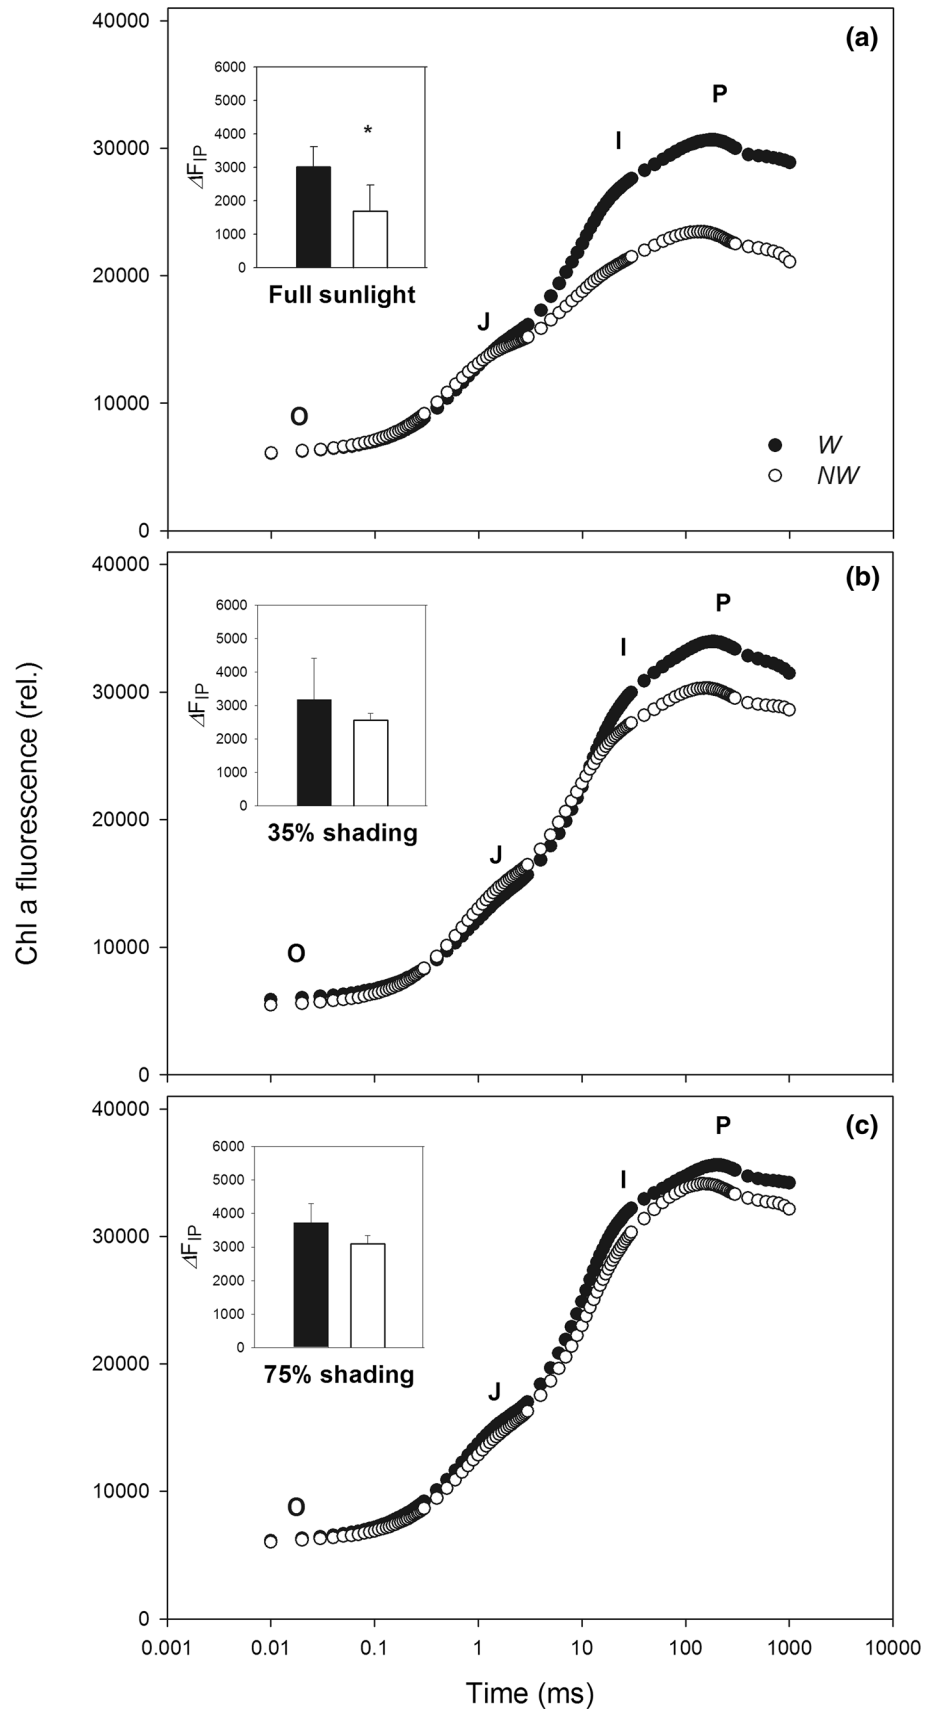 40000
(a)
P
6000
5000
I
4000
*
30000
3000
ΔF_IP
2000
1000
0
20000
Full sunlight
J
10000
O
W
NW
0
40000
(b)
P
6000
5000
I
4000
30000
3000
ΔF_IP
2000
1000
0
20000
35% shading
J
10000
O
0
Chl a fluorescence (rel.)
40000
(c)
P
6000
5000
I
4000
30000
3000
ΔF_IP
2000
1000
0
20000
75% shading
J
10000
O
0
0.001 0.01 0.1 1 10 100 1000 10000
Time (ms)